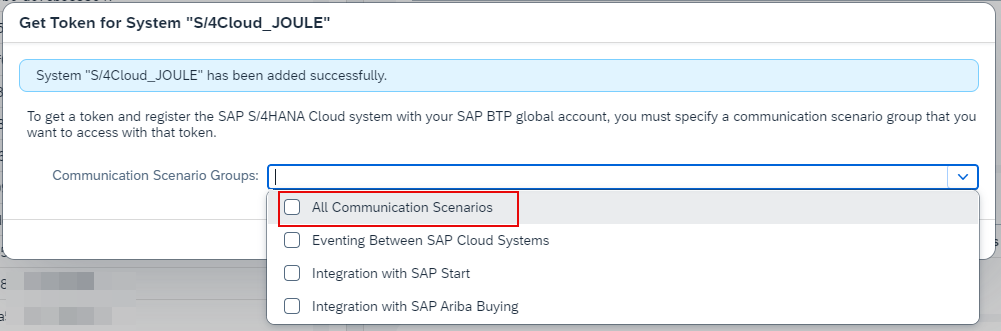 Get Token for System "S/4Cloud_JOULE"
System "S/4Cloud_JOULE" has been added successfully.
To get a token and register the SAP S/4HANA Cloud system with your SAP BTP global account, you must specify a communication scenario group that you
want to access with that token.
Communication Scenario Groups:
All Communication Scenarios
Eventing Between SAP Cloud Systems
Integration with SAP Start
Integration with SAP Ariba Buying